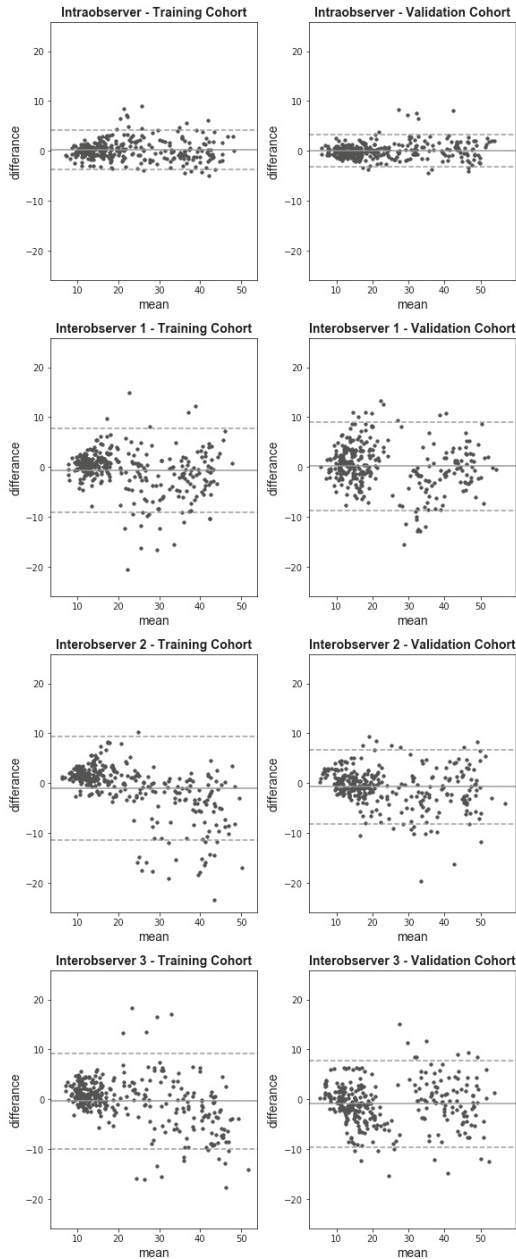 Intraobserver - Training Cohort
20
10
0
−10
−20
differance
10 20 30 40 50
mean
Intraobserver - Validation Cohort
20
10
0
−10
−20
differance
10 20 30 40 50
mean
Interobserver 1 - Training Cohort
20
10
0
−10
−20
differance
10 20 30 40 50
mean
Interobserver 1 - Validation Cohort
20
10
0
−10
−20
differance
10 20 30 40 50
mean
Interobserver 2 - Training Cohort
20
10
0
−10
−20
differance
10 20 30 40 50
mean
Interobserver 2 - Validation Cohort
20
10
0
−10
−20
differance
10 20 30 40 50
mean
Interobserver 3 - Training Cohort
20
10
0
−10
−20
differance
10 20 30 40 50
mean
Interobserver 3 - Validation Cohort
20
10
0
−10
−20
differance
10 20 30 40 50
mean